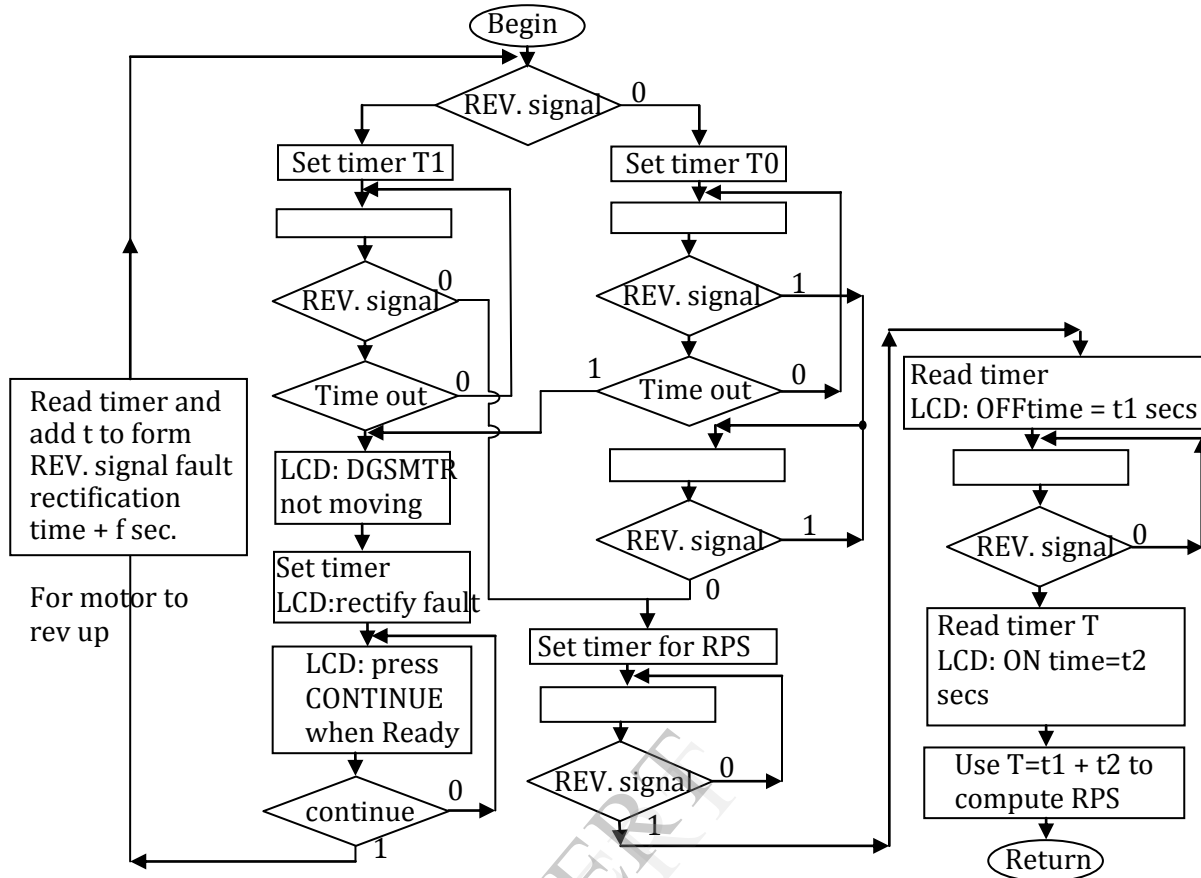 Begin
REV. signal
0
Set timer T1
Set timer T0
REV. signal
0
REV. signal
1
Time out
0
1
Time out
0
Read timer and
add t to form
REV. signal fault
rectification
time + f sec.
For motor to
rev up
LCD: DGSMTR
not moving
REV. signal
1
0
Set timer
LCD:rectify fault
LCD: press
CONTINUE
when Ready
continue
0
1
Set timer for RPS
REV. signal
0
1
Read timer
LCD: OFFtime = t1 secs
REV. signal
0
Read timer T
LCD: ON time=t2
secs
Use T=t1 + t2 to
compute RPS
Return